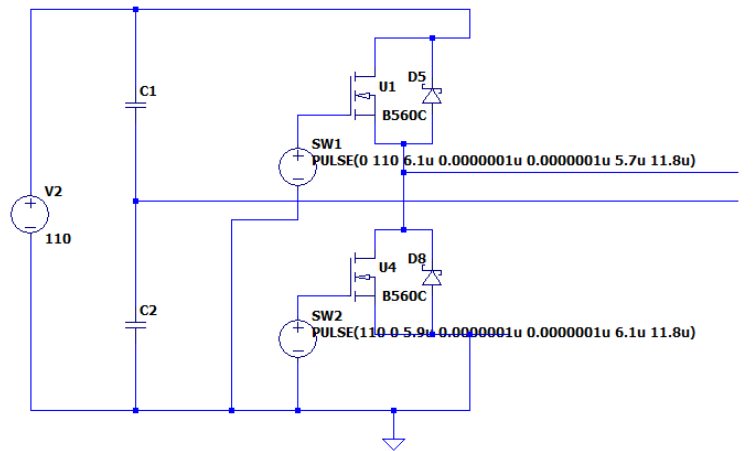 C1
U1
D5
B560C
SW1
PULSE(0 110 6.1u 0.0000001u 0.0000001u 5.7u 11.8u)
V2
110
U4
D8
B560C
C2
SW2
PULSE(110 0 5.9u 0.0000001u 0.0000001u 6.1u 11.8u)